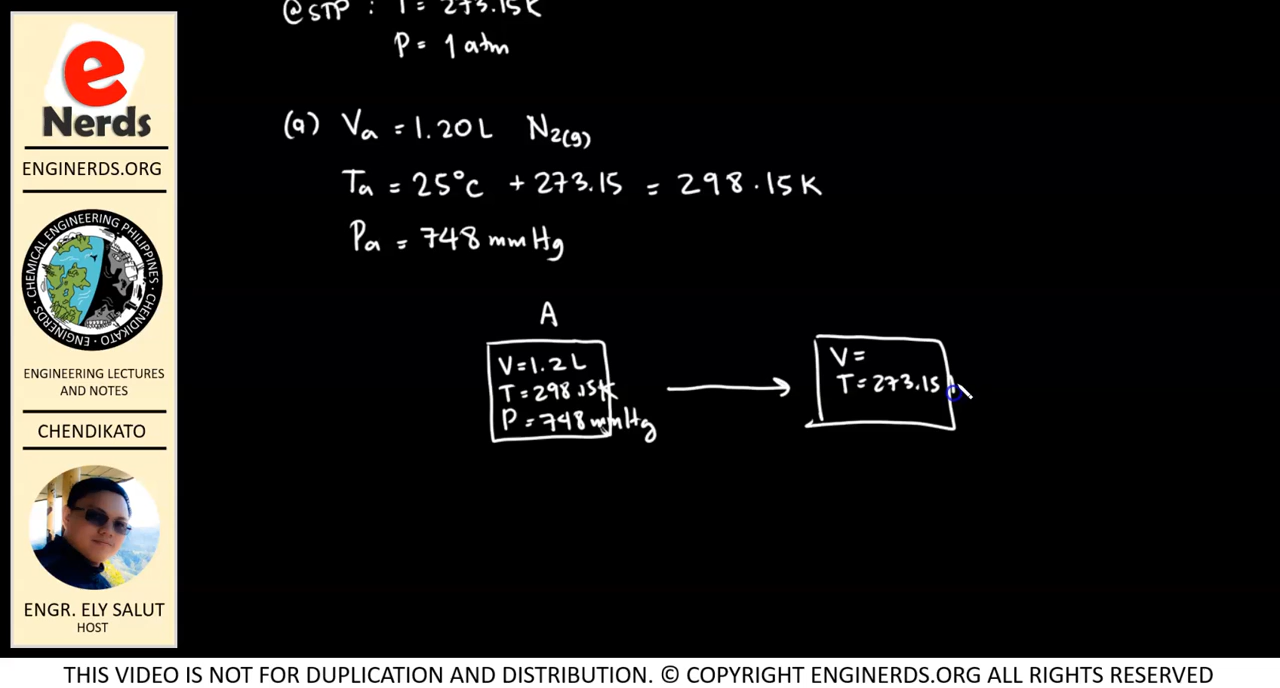 @STP : T = 273.15K
P = 1 atm
(a) Va = 1.20L N2(g)
Ta = 25°C + 273.15 = 298.15K
Pa = 748 mmHg
A
V=1.2L
T=298.15K
P=748mmHg
V=
T=273.15
e
Nerds
ENGINERDS.ORG
CHEMICAL ENGINEERING PHILIPPINES
· CHENDIKATO · ENGINERDS ·
ENGINEERING LECTURES
AND NOTES
CHENDIKATO
ENGR. ELY SALUT
HOST
THIS VIDEO IS NOT FOR DUPLICATION AND DISTRIBUTION. © COPYRIGHT ENGINERDS.ORG ALL RIGHTS RESERVED